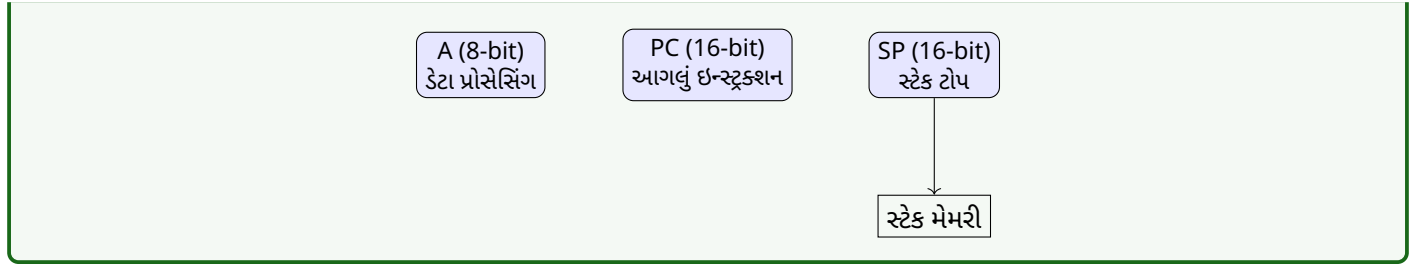 A (8-bit)
ડેટા પ્રોસેસિંગ
PC (16-bit)
આગલું ઇન્સ્ટ્રક્શન
SP (16-bit)
સ્ટેક ટોપ
સ્ટેક મેમરી